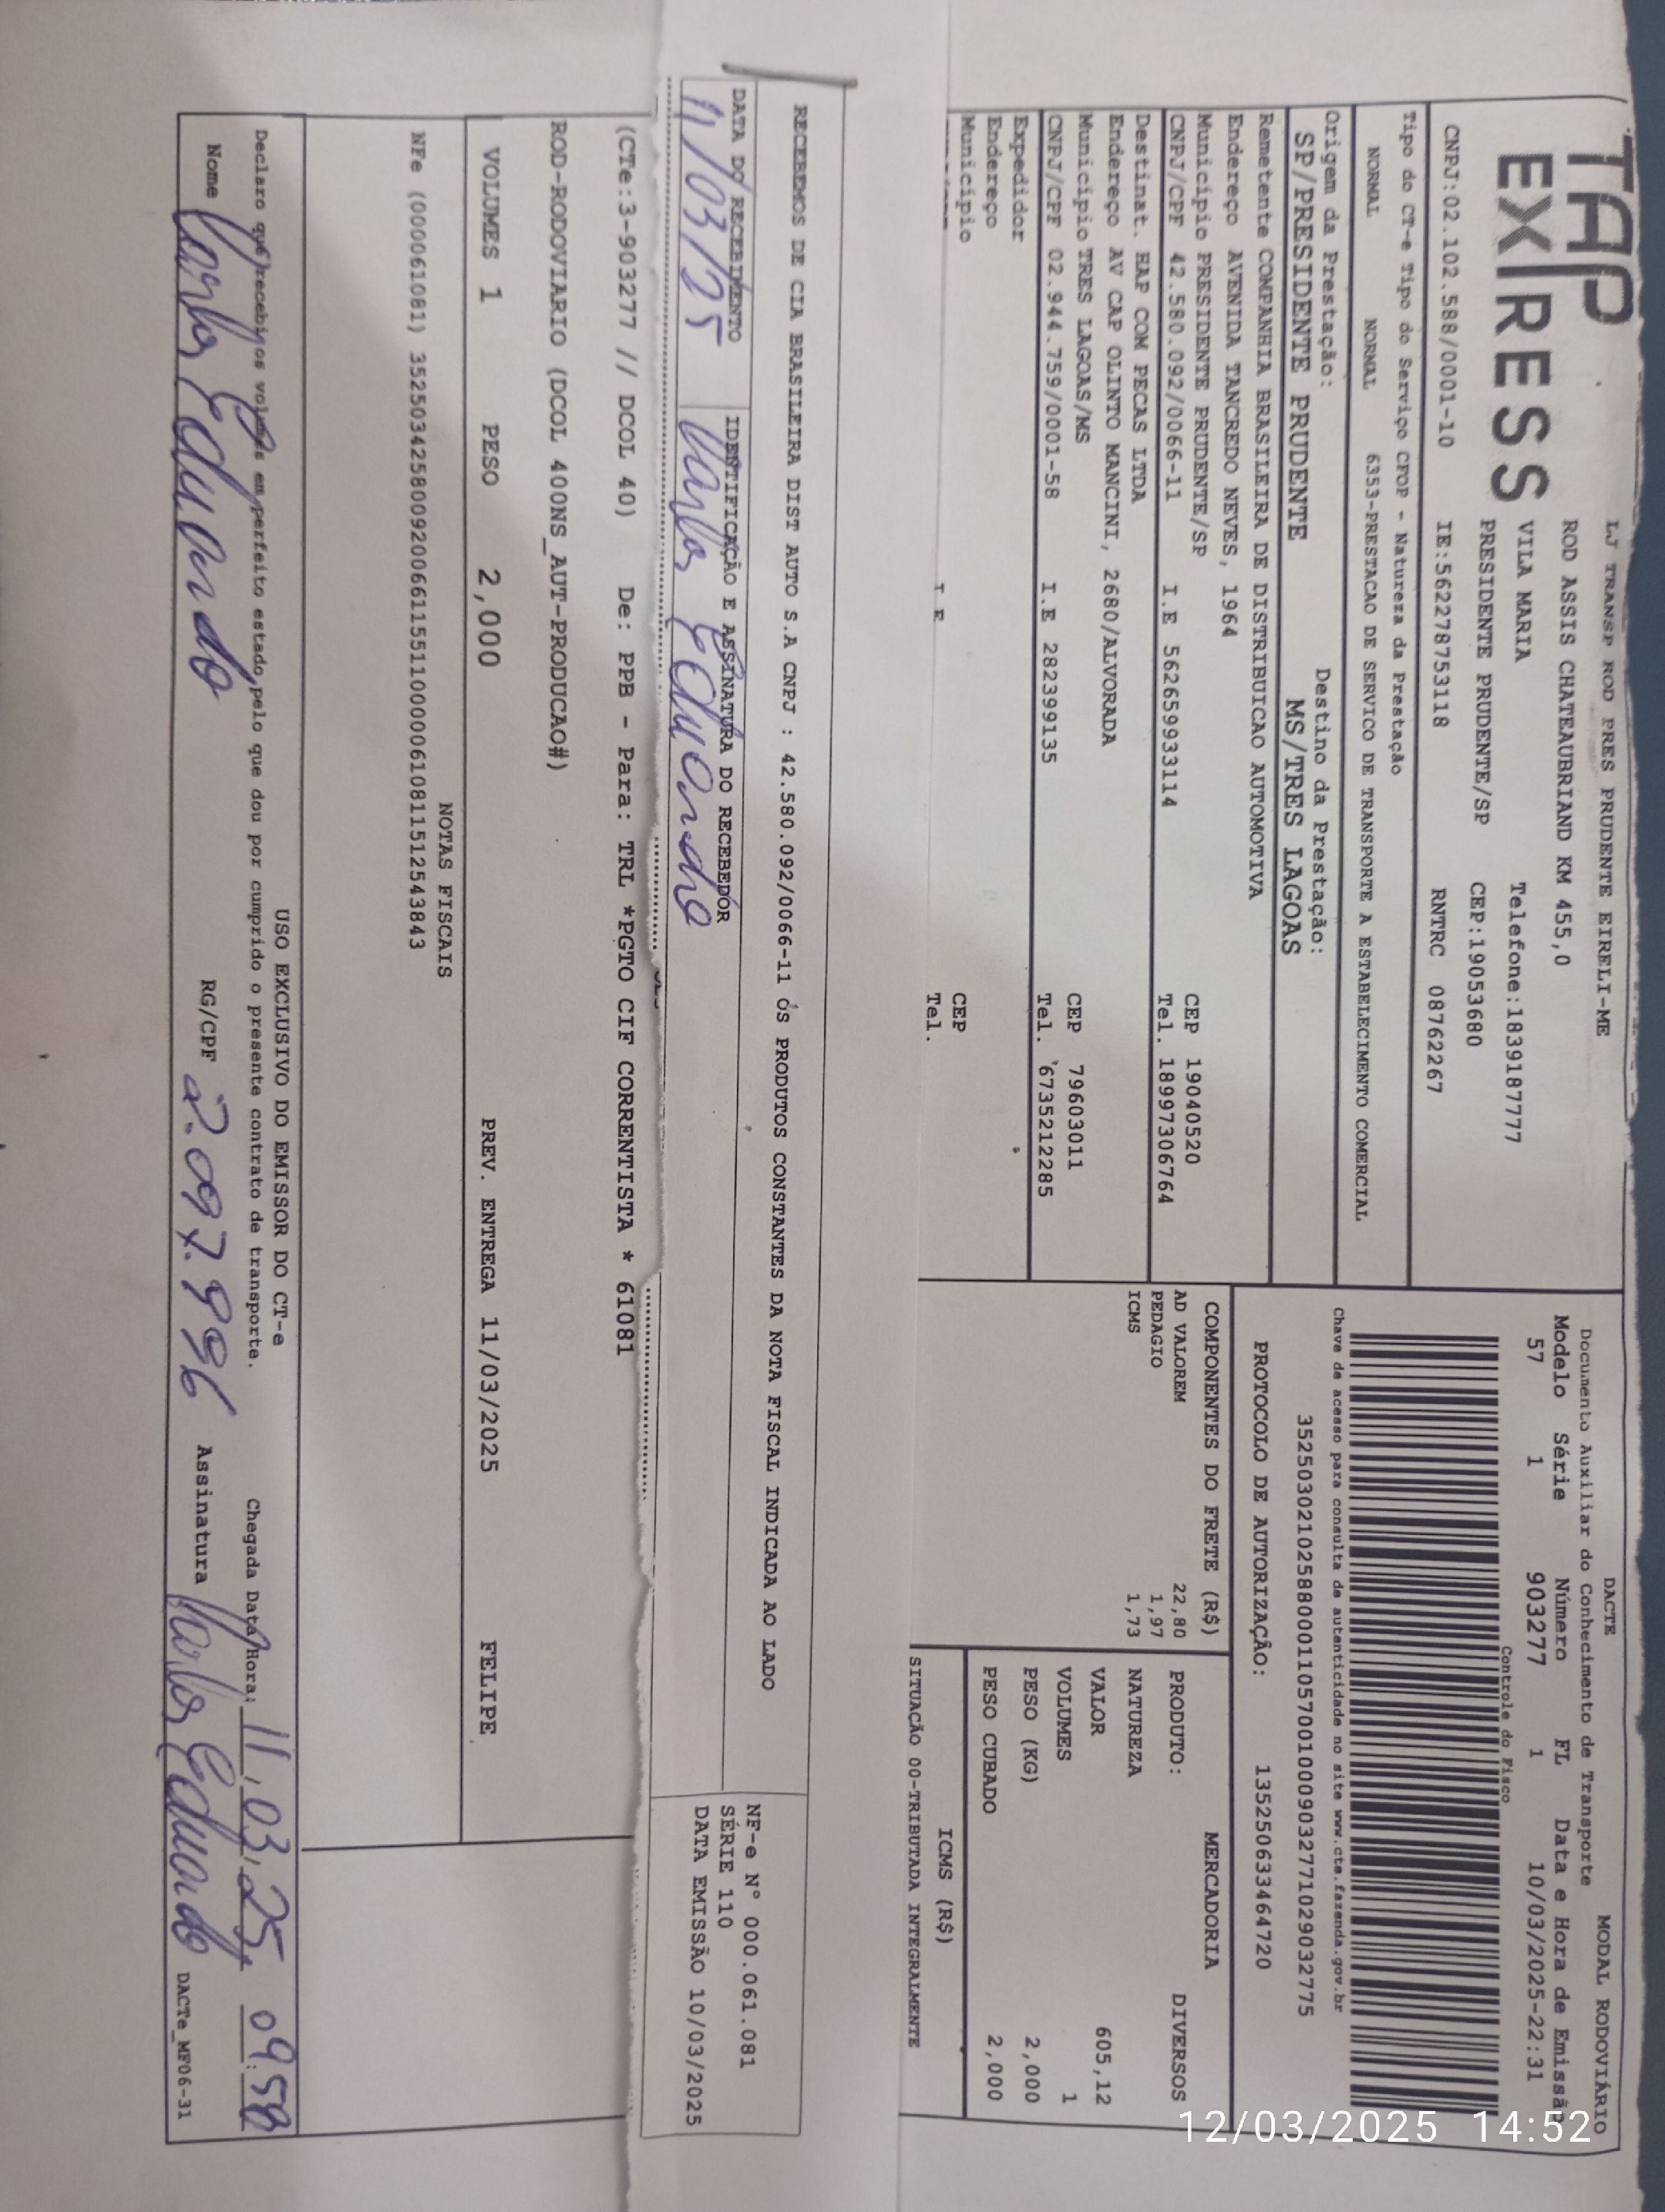 TAP
EXPRESS
LJ TRANSP ROD PRES PRUDENTE EIRELI-ME
ROD ASSIS CHATEAUBRIAND KM 455,0
VILA MARIA Telefone:1839187777
PRESIDENTE PRUDENTE/SP CEP:19053680
CNPJ:02.102.588/0001-10 IE:562278753118 RNTRC 08762267
DACTE MODAL RODOVIÁRIO
Documento Auxiliar do Conhecimento de Transporte
Modelo Série Número FL Data e Hora de Emissão
57 1 903277 1 10/03/2025-22:31
Controle do Fisco
Tipo do CT-e Tipo do Serviço CFOP - Natureza da Prestação
NORMAL NORMAL 6353-PRESTACAO DE SERVICO DE TRANSPORTE A ESTABELECIMENTO COMERCIAL
Chave de acesso para consulta de autenticidade no site www.cte.fazenda.gov.br
35250302102588000110570010009032771029032775
Origem da Prestação: Destino da Prestação:
SP/PRESIDENTE PRUDENTE MS/TRES LAGOAS
PROTOCOLO DE AUTORIZAÇÃO: 135250633464720
Remetente COMPANHIA BRASILEIRA DE DISTRIBUICAO AUTOMOTIVA
Endereço AVENIDA TANCREDO NEVES, 1964
Município PRESIDENTE PRUDENTE/SP CEP 19040520
CNPJ/CPF 42.580.092/0066-11 I.E 562659933114 Tel. 18997306764
Destinat. HAP COM PECAS LTDA
Endereço AV CAP OLINTO MANCINI, 2680/ALVORADA
Município TRES LAGOAS/MS CEP 79603011
CNPJ/CPF 02.944.759/0001-58 I.E 282399135 Tel. 6735212285
Expedidor
Endereço
Município CEP
I E Tel.
COMPONENTES DO FRETE (R$)
AD VALOREM 22,80
PEDAGIO 1,97
ICMS 1,73
MERCADORIA
PRODUTO: DIVERSOS
NATUREZA
VALOR 605,12
VOLUMES 1
PESO (KG) 2,000
PESO CUBADO 2,000
ICMS (R$)
SITUAÇÃO 00-TRIBUTADA INTEGRALMENTE
RECEBEMOS DE CIA BRASILEIRA DIST AUTO S.A CNPJ : 42.580.092/0066-11 OS PRODUTOS CONSTANTES DA NOTA FISCAL INDICADA AO LADO
DATA DO RECEBIMENTO IDENTIFICAÇÃO E ASSINATURA DO RECEBEDOR
11/03/25 Carlos Eduardo
NF-e N° 000.061.081
SÉRIE 110
DATA EMISSÃO 10/03/2025
(CTe:3-903277 // DCOL 40) De: PPB - Para: TRL *PGTO CIF CORRENTISTA * 61081
ROD-RODOVIARIO (DCOL 400NS_AUT-PRODUCAO#)
VOLUMES 1 PESO 2,000 PREV. ENTREGA 11/03/2025 FELIPE
NOTAS FISCAIS
NFe (000061081) 35250342580092006611551100000610811512543843
USO EXCLUSIVO DO EMISSOR DO CT-e
Declaro que recebi os volumes em perfeito estado pelo que dou por cumprido o presente contrato de transporte. Chegada Data/Hora: 11,03,25, 09:58
Nome Carlos Eduardo RG/CPF 2.097.996 Assinatura Carlos Eduardo DACTe_MF06-31
12/03/2025 14:52